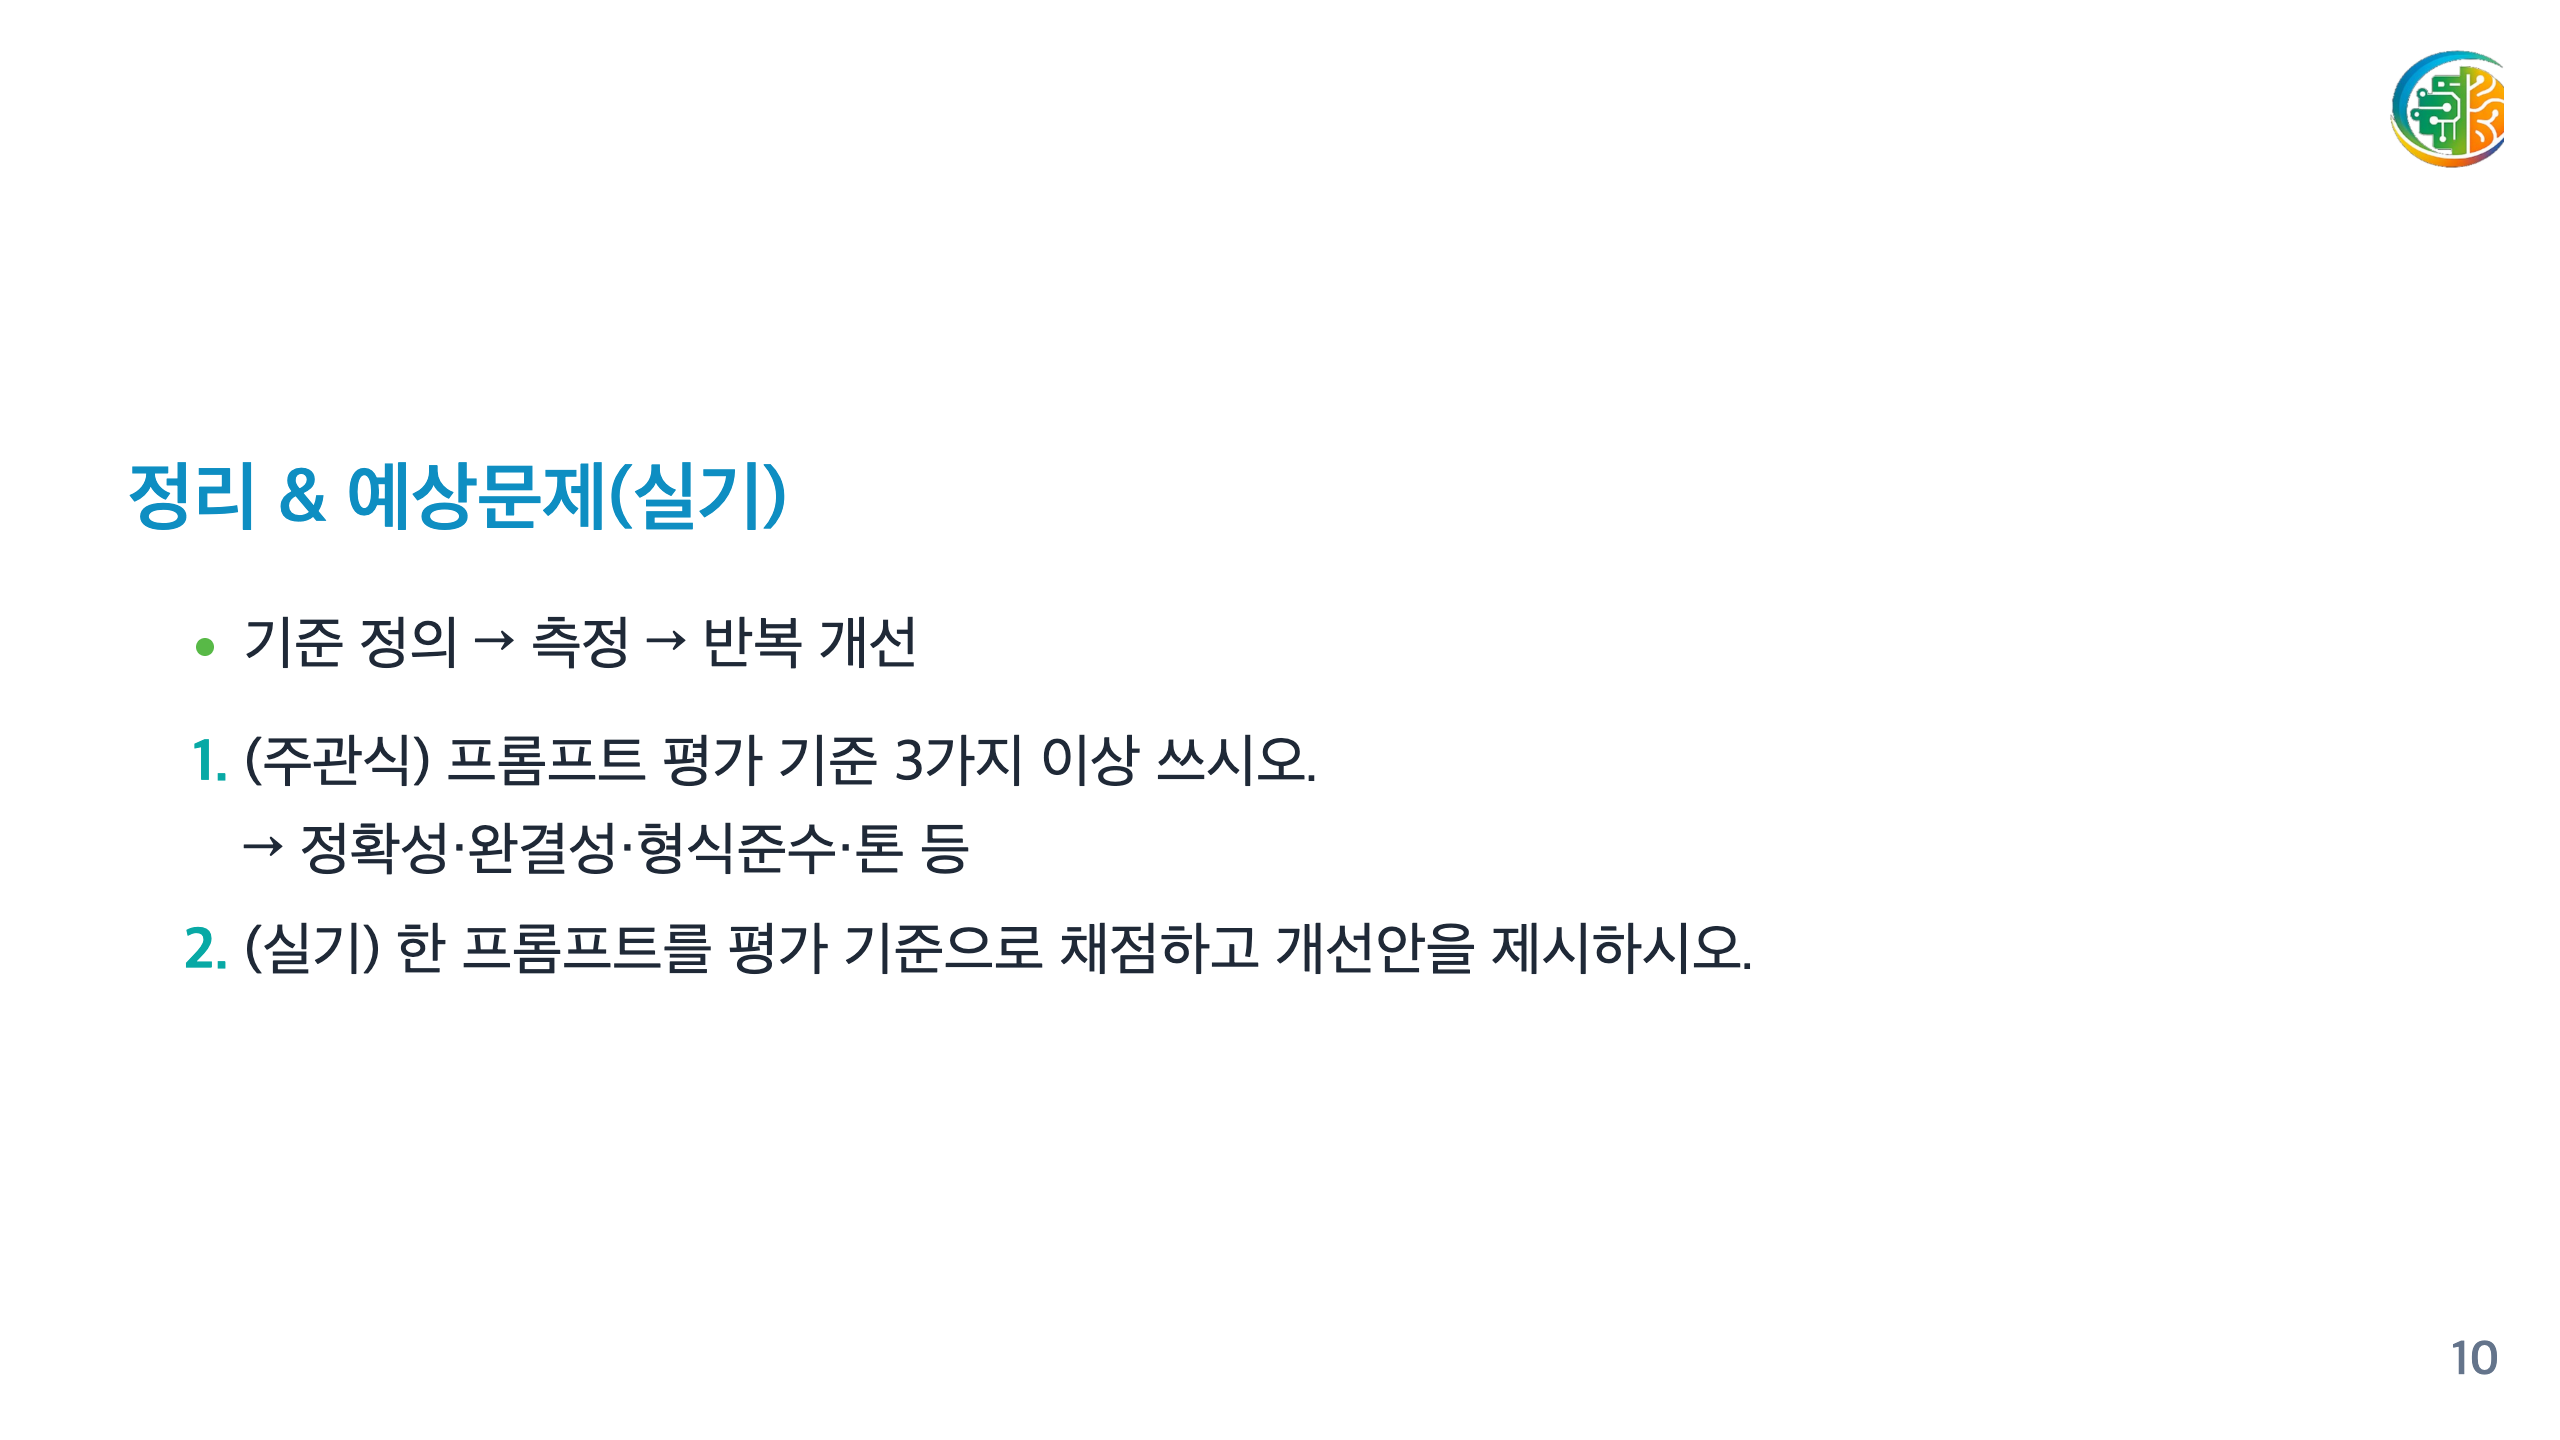 정리 & 예상문제(실기)
• 기준 정의 → 측정 → 반복 개선
1. (주관식) 프롬프트 평가 기준 3가지 이상 쓰시오.
→ 정확성·완결성·형식준수·톤 등
2. (실기) 한 프롬프트를 평가 기준으로 채점하고 개선안을 제시하시오.
10